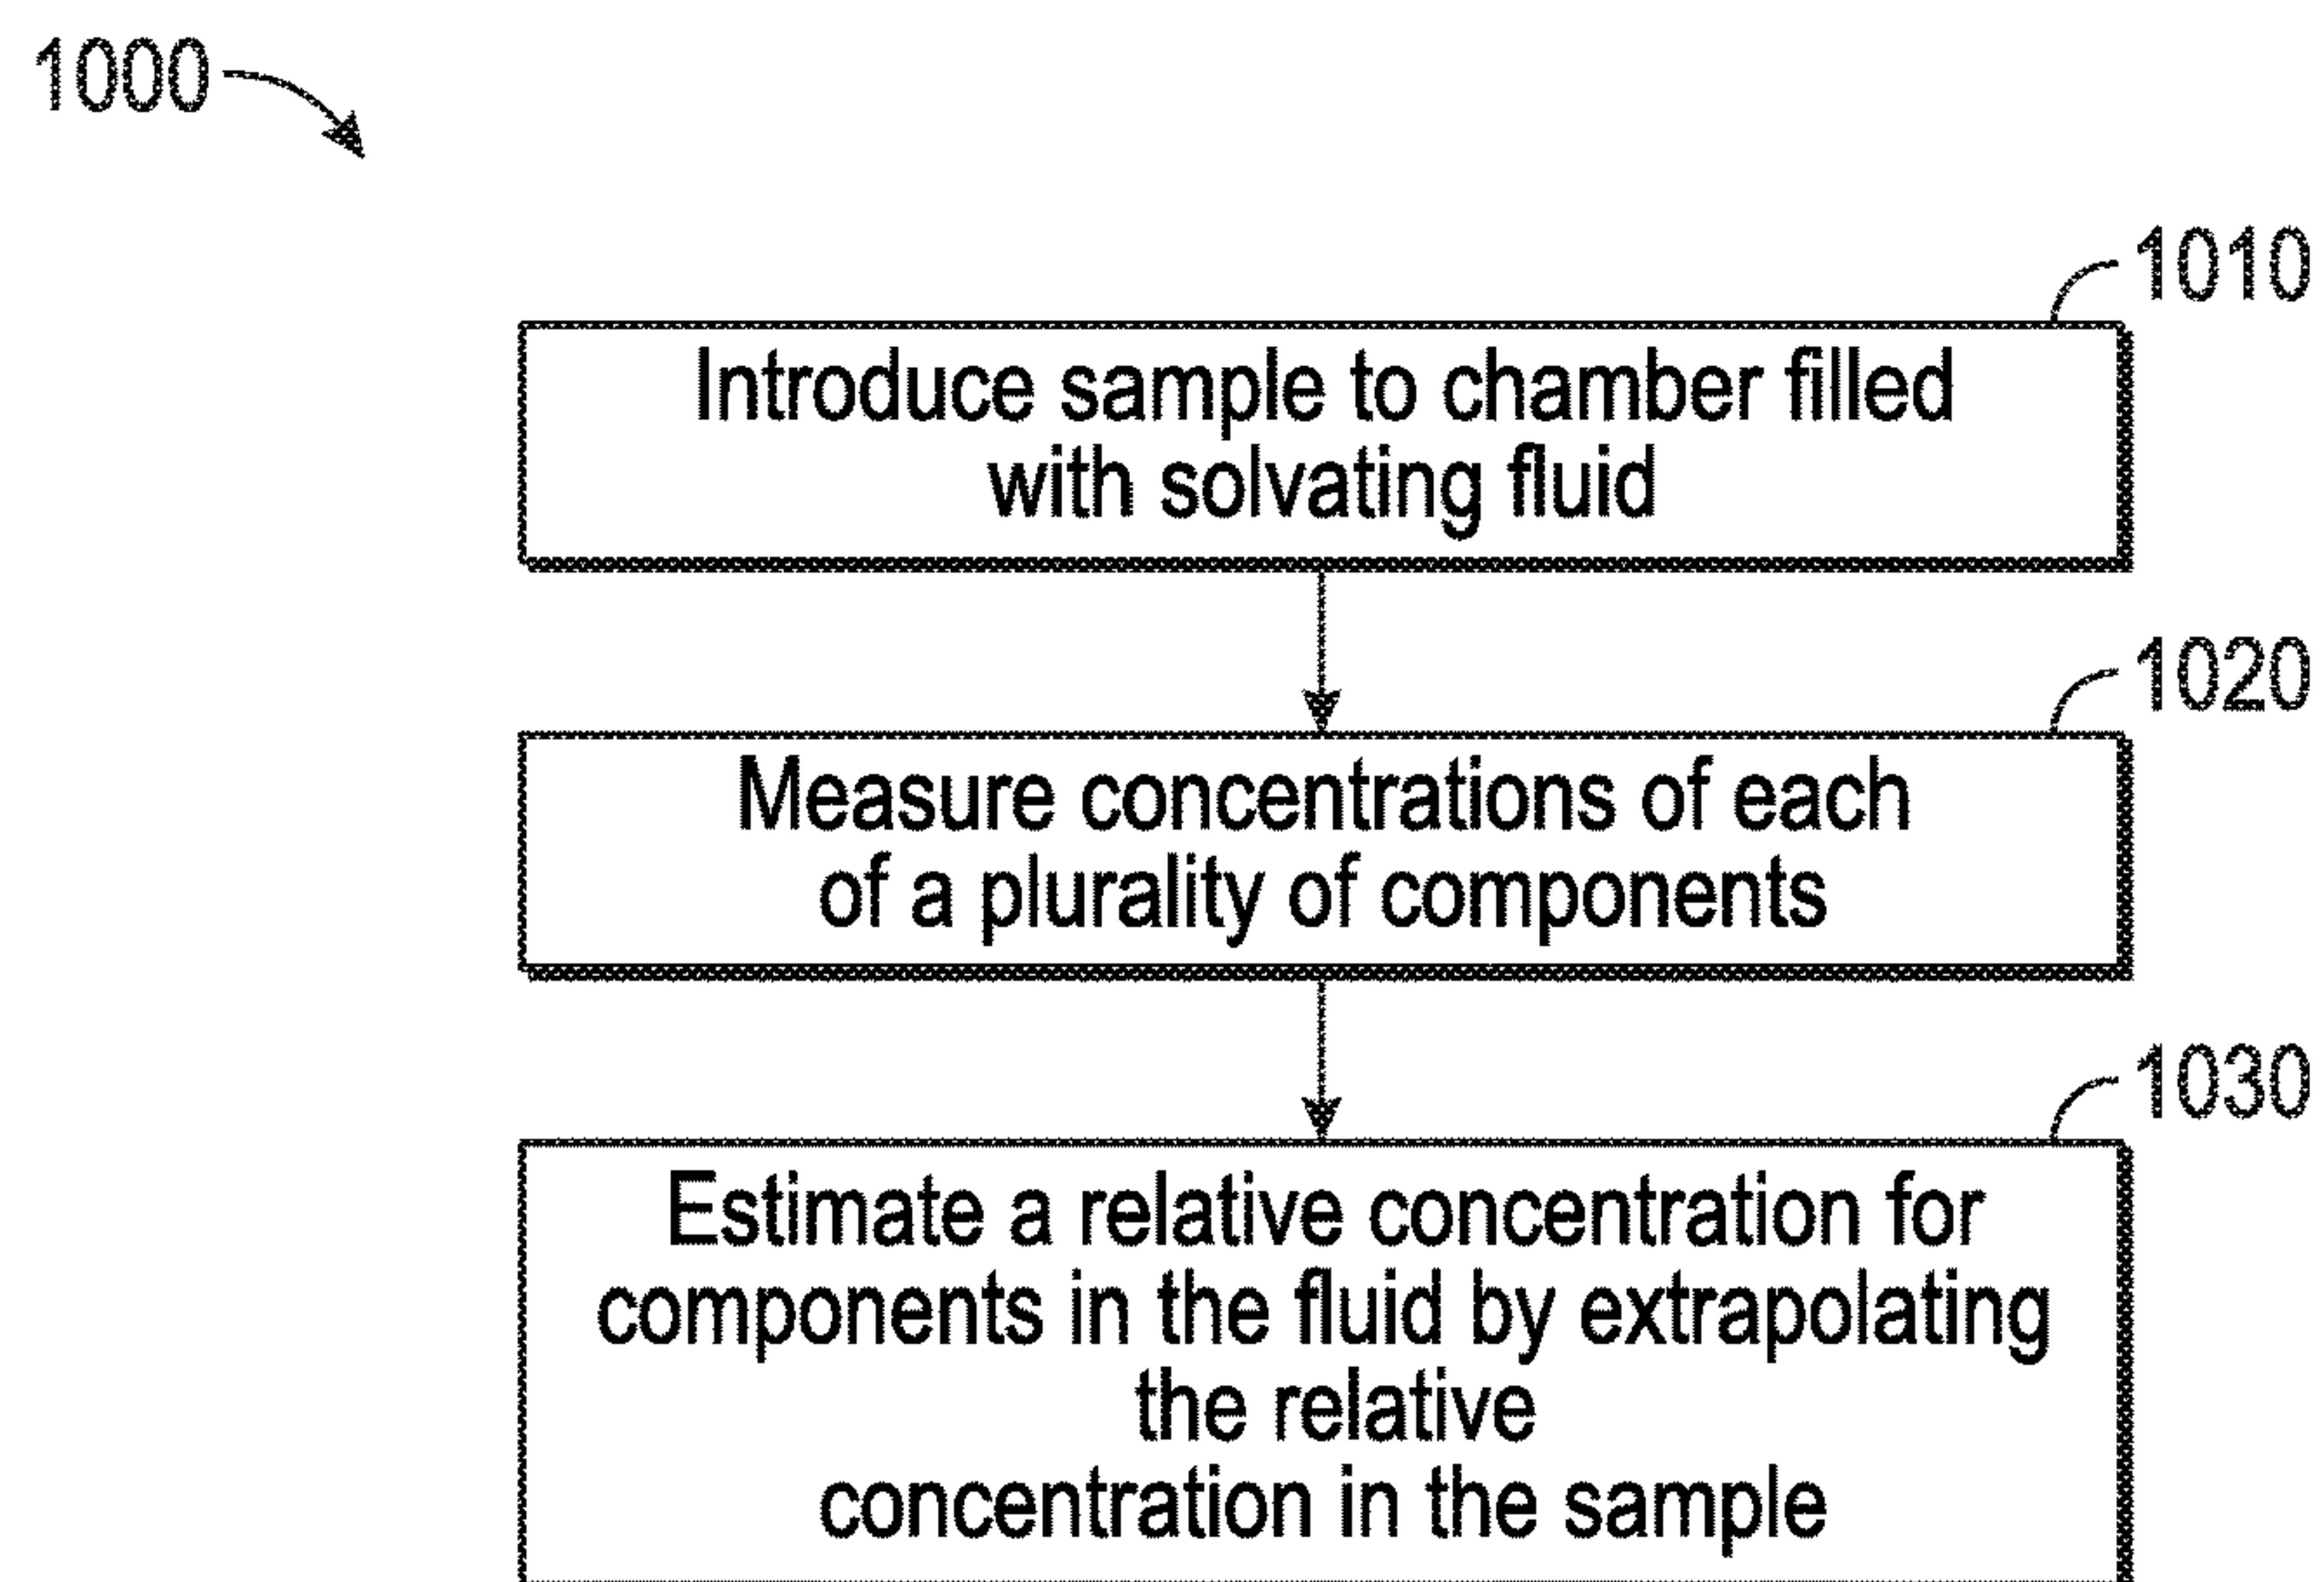 1000
1010
Introduce sample to chamber filled
with solvating fluid
1020
Measure concentrations of each
of a plurality of components
1030
Estimate a relative concentration for
components in the fluid by extrapolating
the relative
concentration in the sample